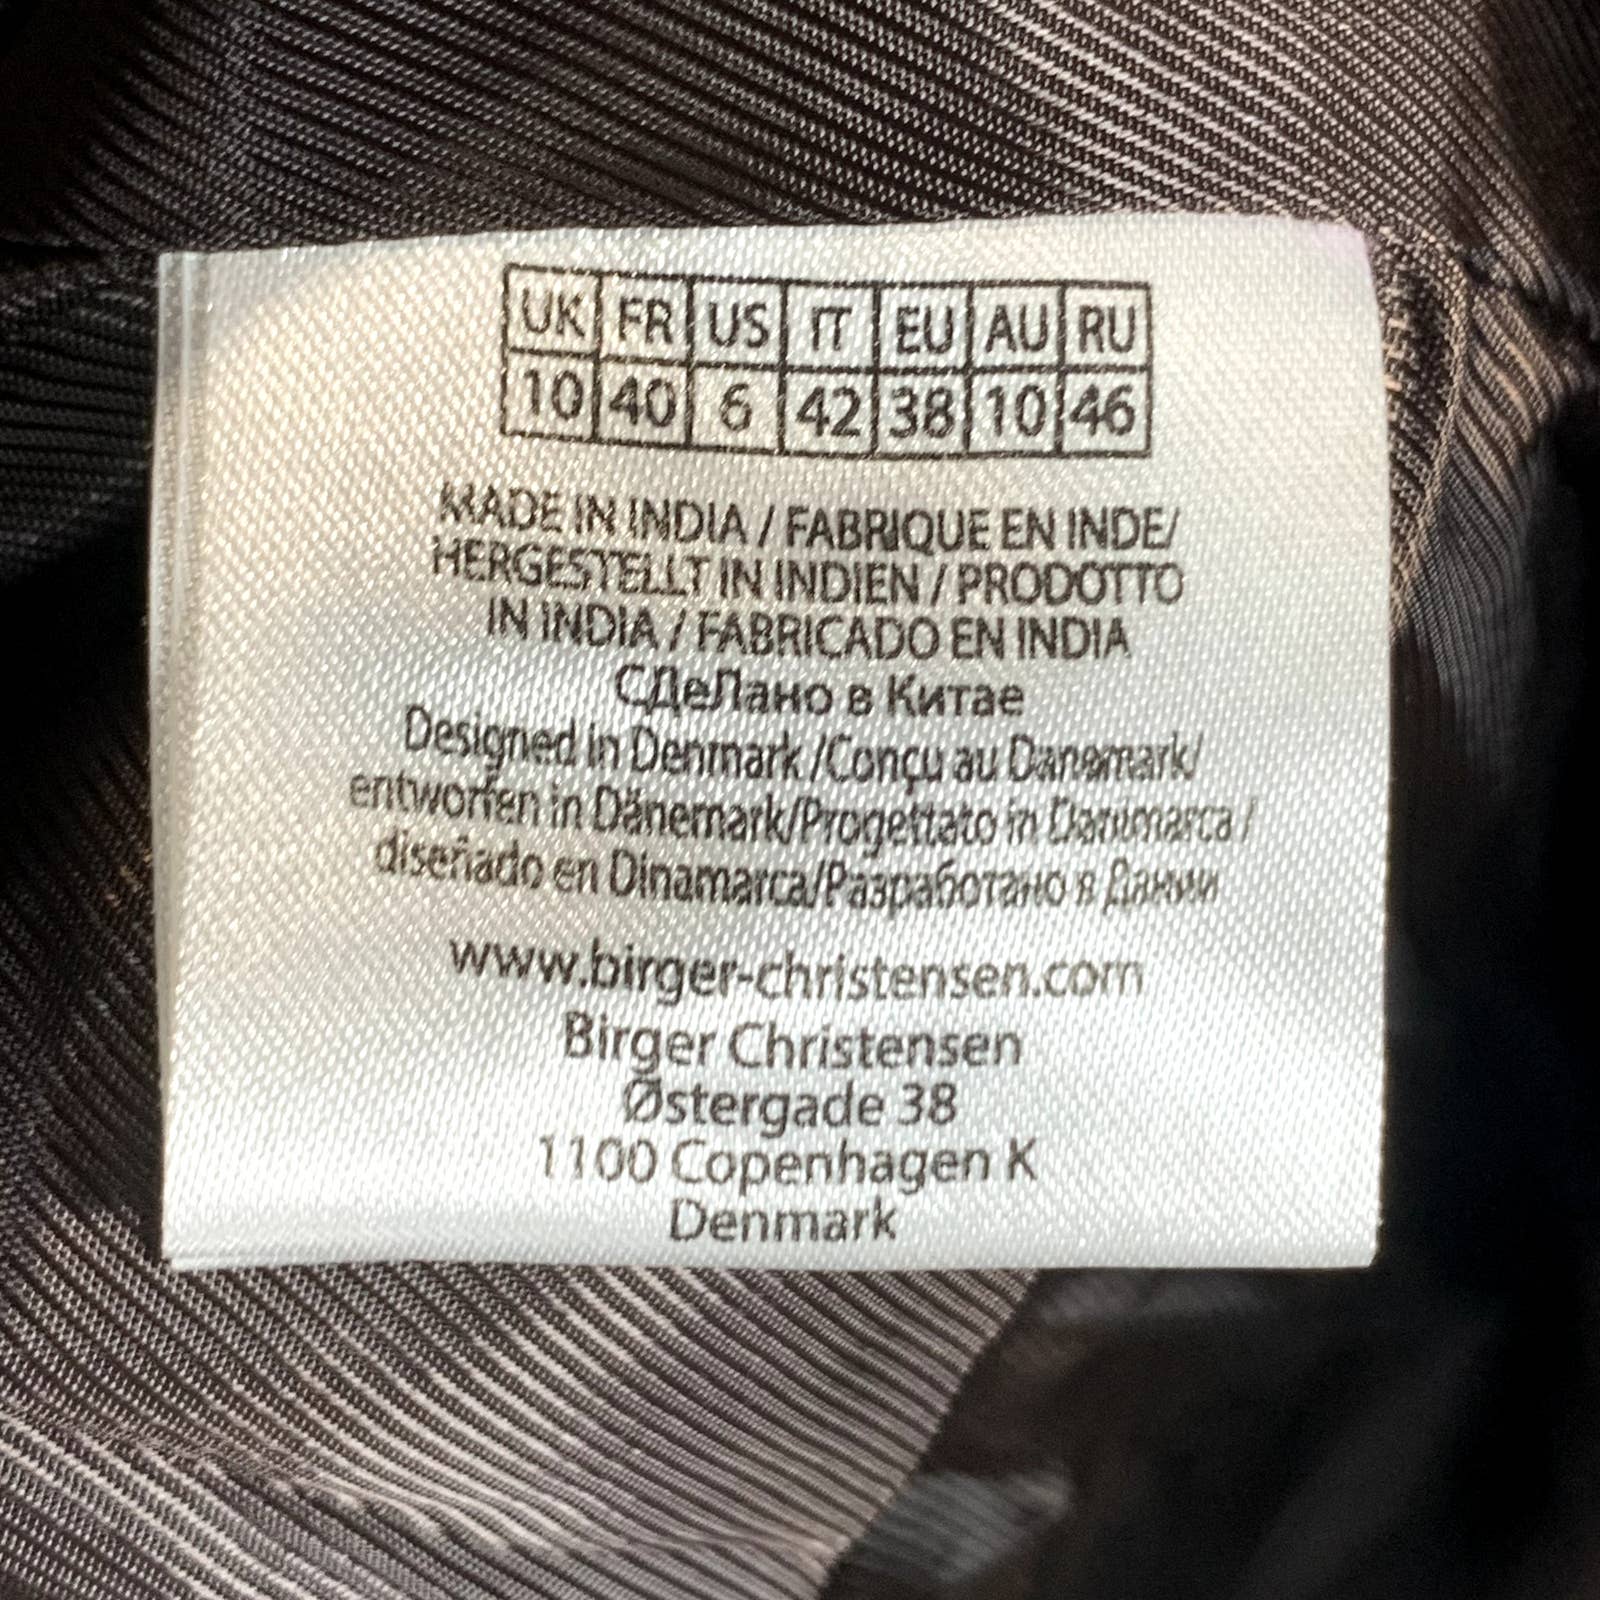 UK FR US IT EU AU RU
10 40 6 42 38 10 46
MADE IN INDIA / FABRIQUE EN INDE/
HERGESTELLT IN INDIEN / PRODOTTO
IN INDIA / FABRICADO EN INDIA
СДеЛано в Китае
Designed in Denmark /Conçu au Danemark/
entworfen in Dänemark/Progettato in Danimarca /
diseñado en Dinamarca/Разработано в Дании
www.birger-christensen.com
Birger Christensen
Østergade 38
1100 Copenhagen K
Denmark